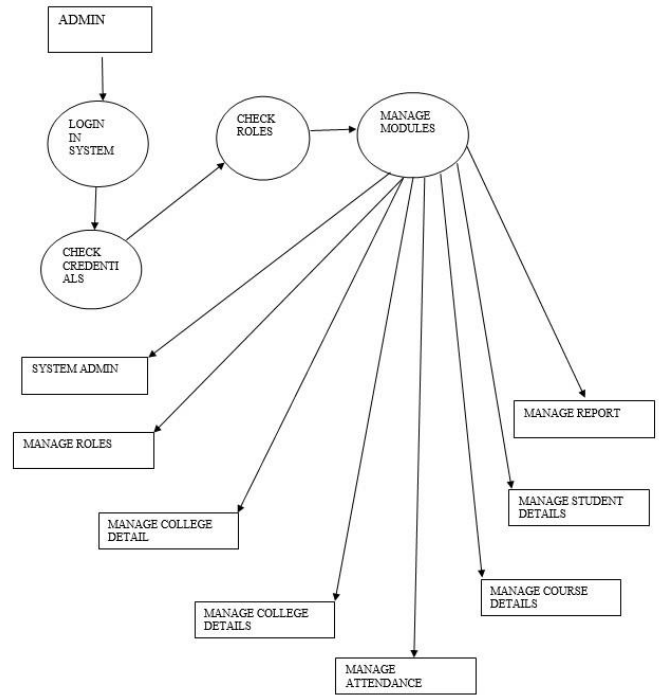 ADMIN
LOGIN
IN
SYSTEM
CHECK
ROLES
MANAGE
MODULES
CHECK
CREDENTI
ALS
SYSTEM ADMIN
MANAGE REPORT
MANAGE ROLES
MANAGE STUDENT
DETAILS
MANAGE COLLEGE
DETAIL
MANAGE COURSE
DETAILS
MANAGE COLLEGE
DETAILS
MANAGE
ATTENDANCE